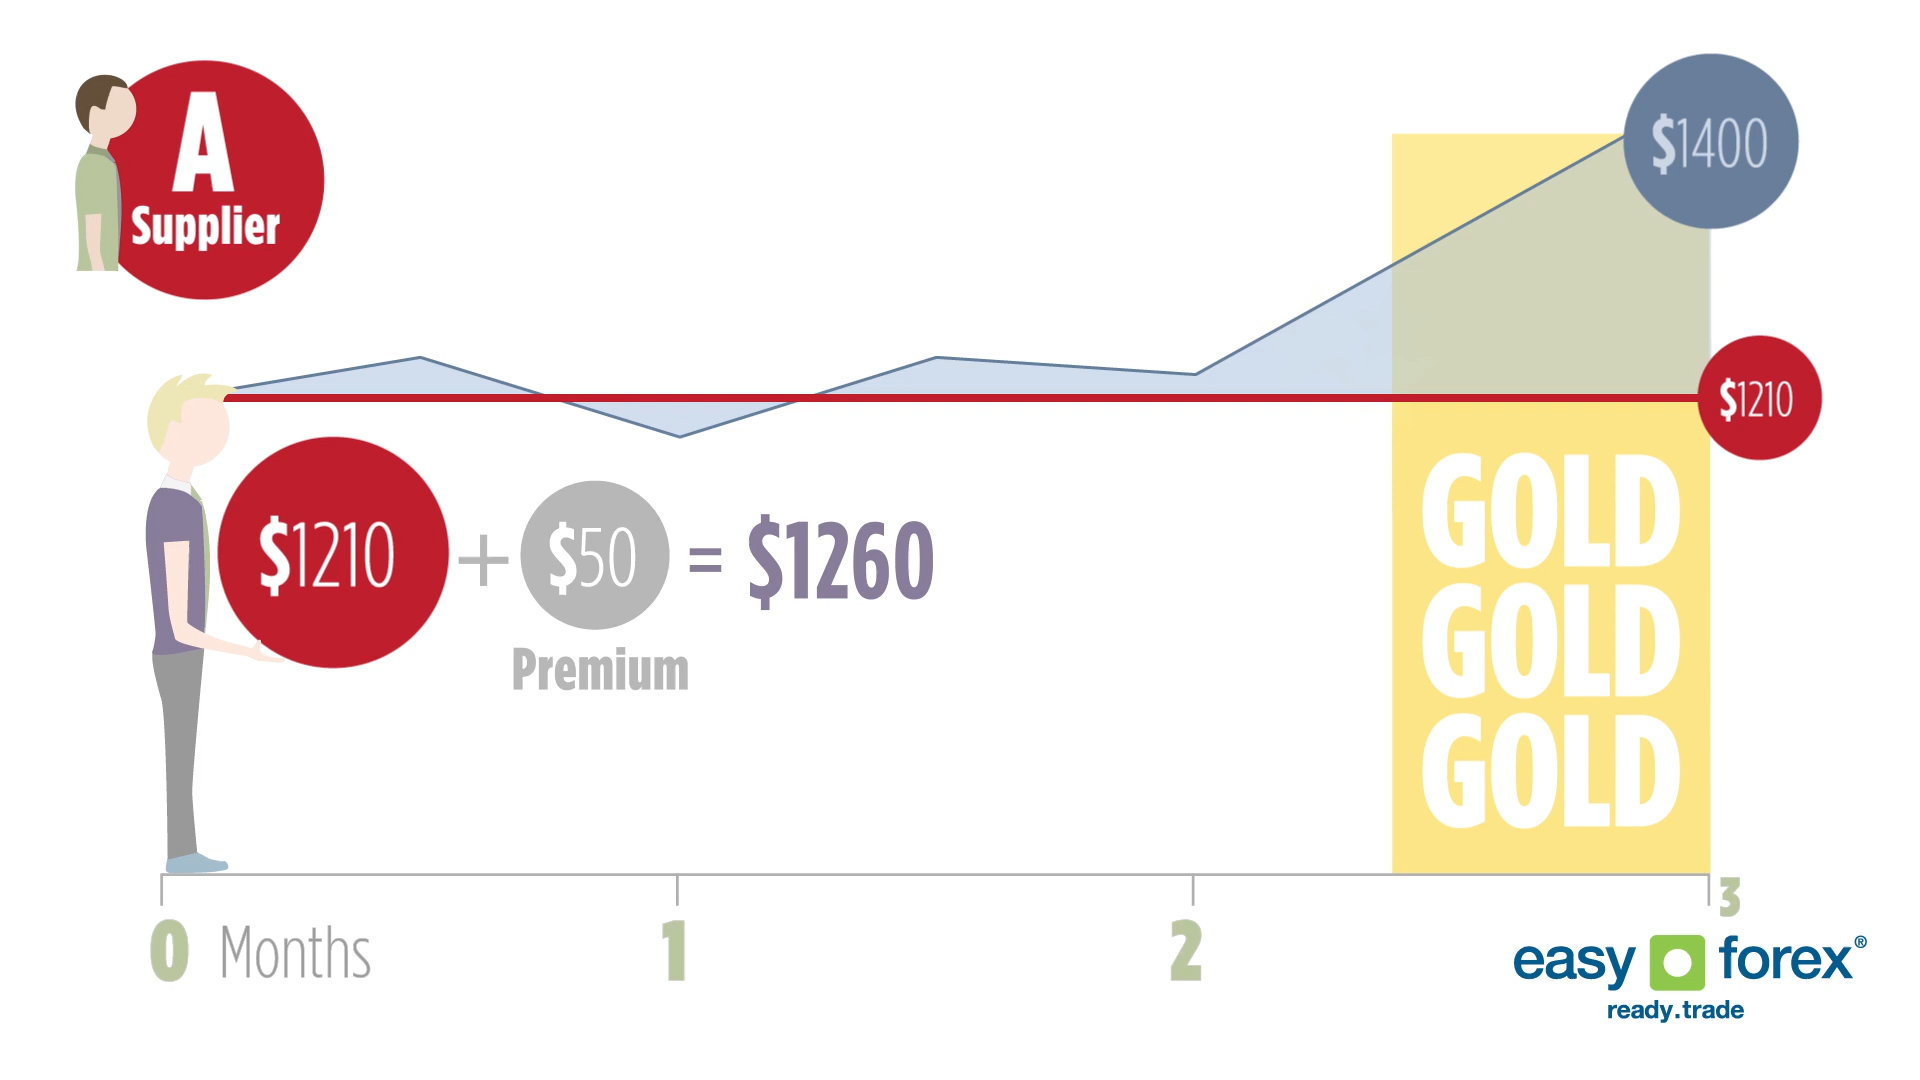 A
Supplier
$1400
$1210
$1210 + $50 = $1260
Premium
GOLD
GOLD
GOLD
0 Months 1 2 3
easy forex®
ready.trade